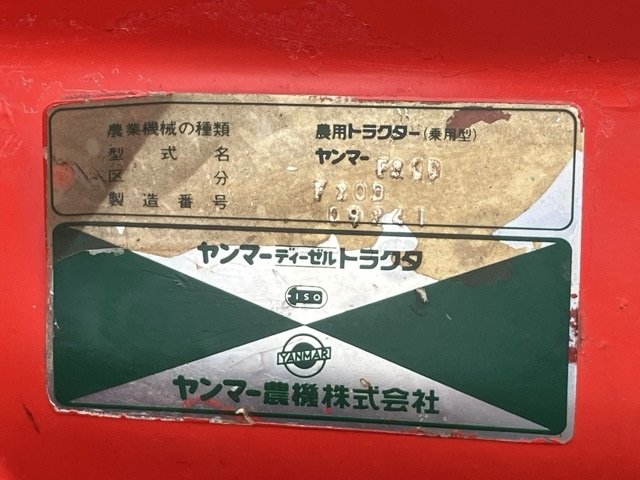 農業機械の種類 農用トラクター(乗用型)
型式名 ヤンマー
区分 F20D
製造番号
ヤンマーディーゼルトラクタ
ISO
YANMAR
ヤンマー農機株式会社